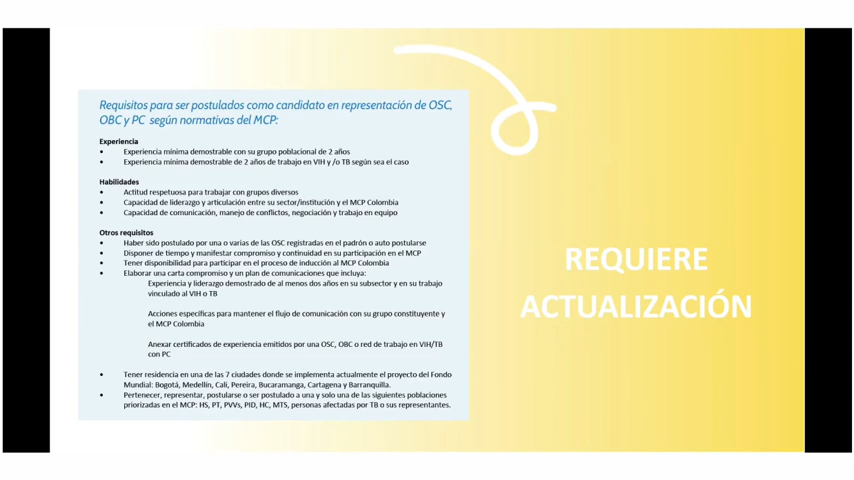 Requisitos para ser postulados como candidato en representación de OSC,
OBC y PC según normativas del MCP:
Experiencia
• Experiencia mínima demostrable con su grupo poblacional de 2 años
• Experiencia mínima demostrable de 2 años de trabajo en VIH y /o TB según sea el caso
Habilidades
• Actitud respetuosa para trabajar con grupos diversos
• Capacidad de liderazgo y articulación entre su sector/institución y el MCP Colombia
• Capacidad de comunicación, manejo de conflictos, negociación y trabajo en equipo
Otros requisitos
• Haber sido postulado por una o varias de las OSC registradas en el padrón o auto postularse
• Disponer de tiempo y manifestar compromiso y continuidad en su participación en el MCP
• Tener disponibilidad para participar en el proceso de inducción al MCP Colombia
• Elaborar una carta compromiso y un plan de comunicaciones que incluya:
Experiencia y liderazgo demostrado de al menos dos años en su subsector y en su trabajo
vinculado al VIH o TB
Acciones específicas para mantener el flujo de comunicación con su grupo constituyente y
el MCP Colombia
Anexar certificados de experiencia emitidos por una OSC, OBC o red de trabajo en VIH/TB
con PC
• Tener residencia en una de las 7 ciudades donde se implementa actualmente el proyecto del Fondo
Mundial: Bogotá, Medellín, Cali, Pereira, Bucaramanga, Cartagena y Barranquilla.
• Pertenecer, representar, postularse o ser postulado a una y solo una de las siguientes poblaciones
priorizadas en el MCP: HS, PT, PVVs, PID, HC, MTS, personas afectadas por TB o sus representantes.
REQUIERE
ACTUALIZACIÓN